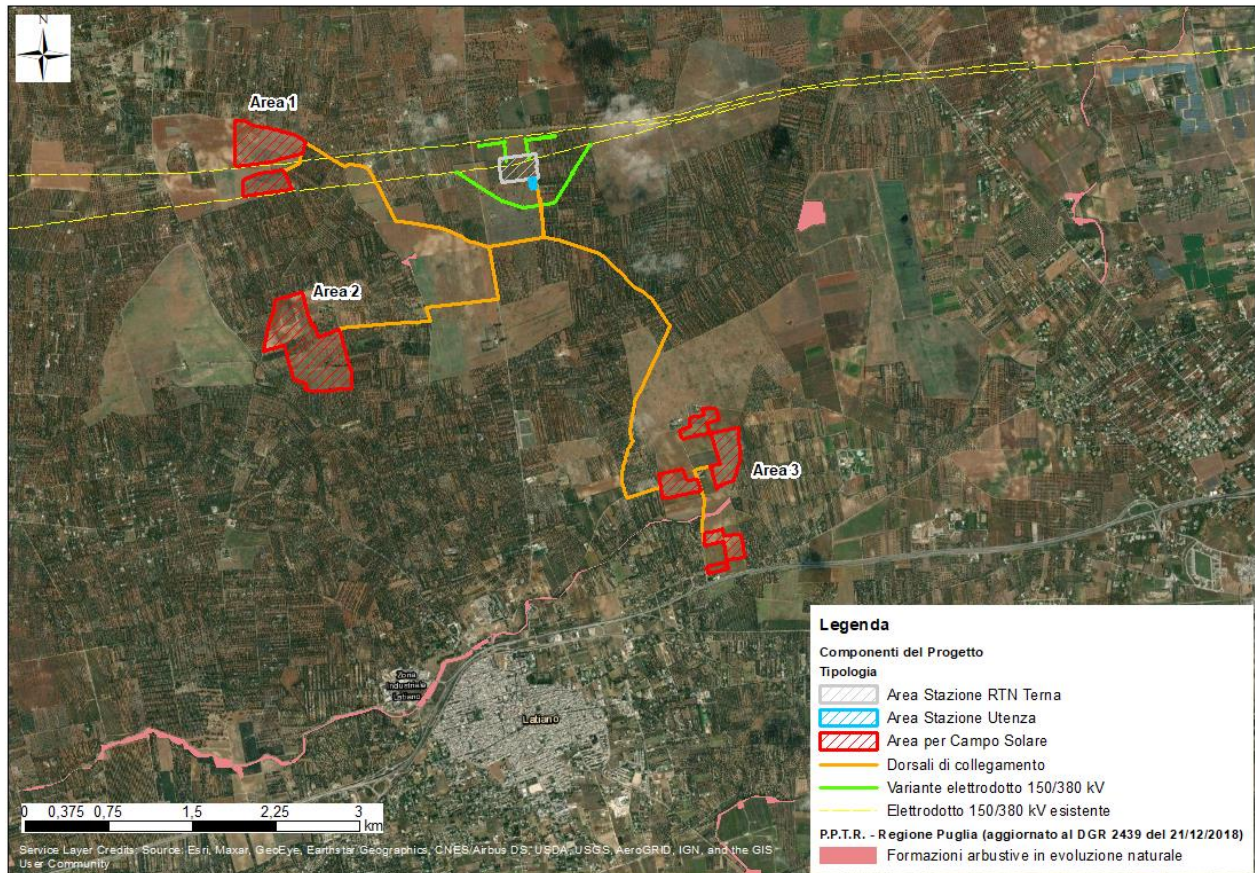 N
Area 1
Area 2
Area 3
Zona
Industriale
Latiano
Latiano
Legenda
Componenti del Progetto
Tipologia
Area Stazione RTN Terna
Area Stazione Utenza
Area per Campo Solare
Dorsali di collegamento
Variante elettrodotto 150/380 kV
Elettrodotto 150/380 kV esistente
P.P.T.R. - Regione Puglia (aggiornato al DGR 2439 del 21/12/2018)
Formazioni arbustive in evoluzione naturale
0 0,375 0,75 1,5 2,25 3
km
Service Layer Credits: Source: Esri, Maxar, GeoEye, Earthstar Geographics, CNES/Airbus DS, USDA, USGS, AeroGRID, IGN, and the GIS
User Community